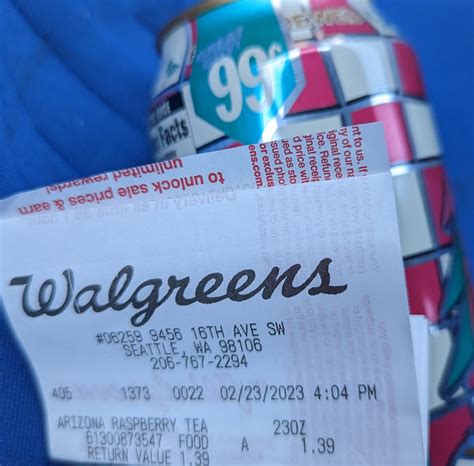 GREAT
99¢
Facts
to unlock sale prices & earn
unlimited rewards!
Walgreens
#06259 9456 16TH AVE SW
SEATTLE, WA 98106
206-767-2294
405 1373 0022 02/23/2023 4:04 PM
ARIZONA RASPBERRY TEA 23OZ
61300873547 FOOD A 1.39
RETURN VALUE 1.39